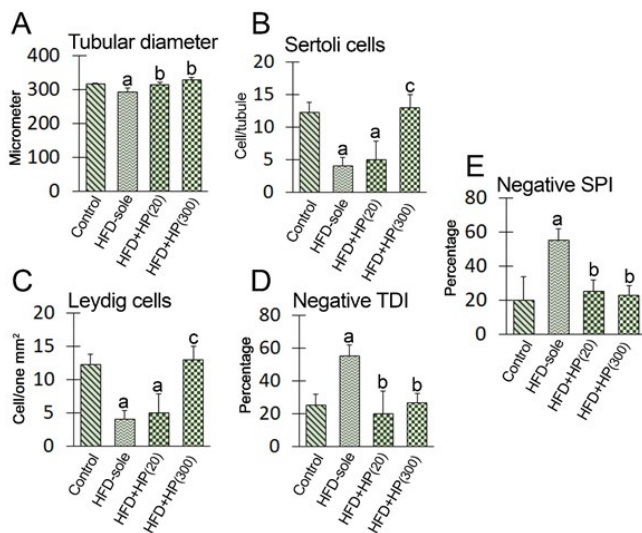 A
Tubular diameter
Micrometer
400
300
200
100
0
a
b
b
Control
HFD-sole
HFD+HP(20)
HFD+HP(300)
B
Sertoli cells
Cell/tubule
20
15
10
5
0
a
a
c
Control
HFD-sole
HFD+HP(20)
HFD+HP(300)
C
Leydig cells
Cell/one mm²
20
15
10
5
0
a
a
c
Control
HFD-sole
HFD+HP(20)
HFD+HP(300)
D
Negative TDI
Percentage
80
60
40
20
0
a
b
b
Control
HFD-sole
HFD+HP(20)
HFD+HP(300)
E
Negative SPI
Percentage
80
60
40
20
0
a
b
b
Control
HFD-sole
HFD+HP(20)
HFD+HP(300)